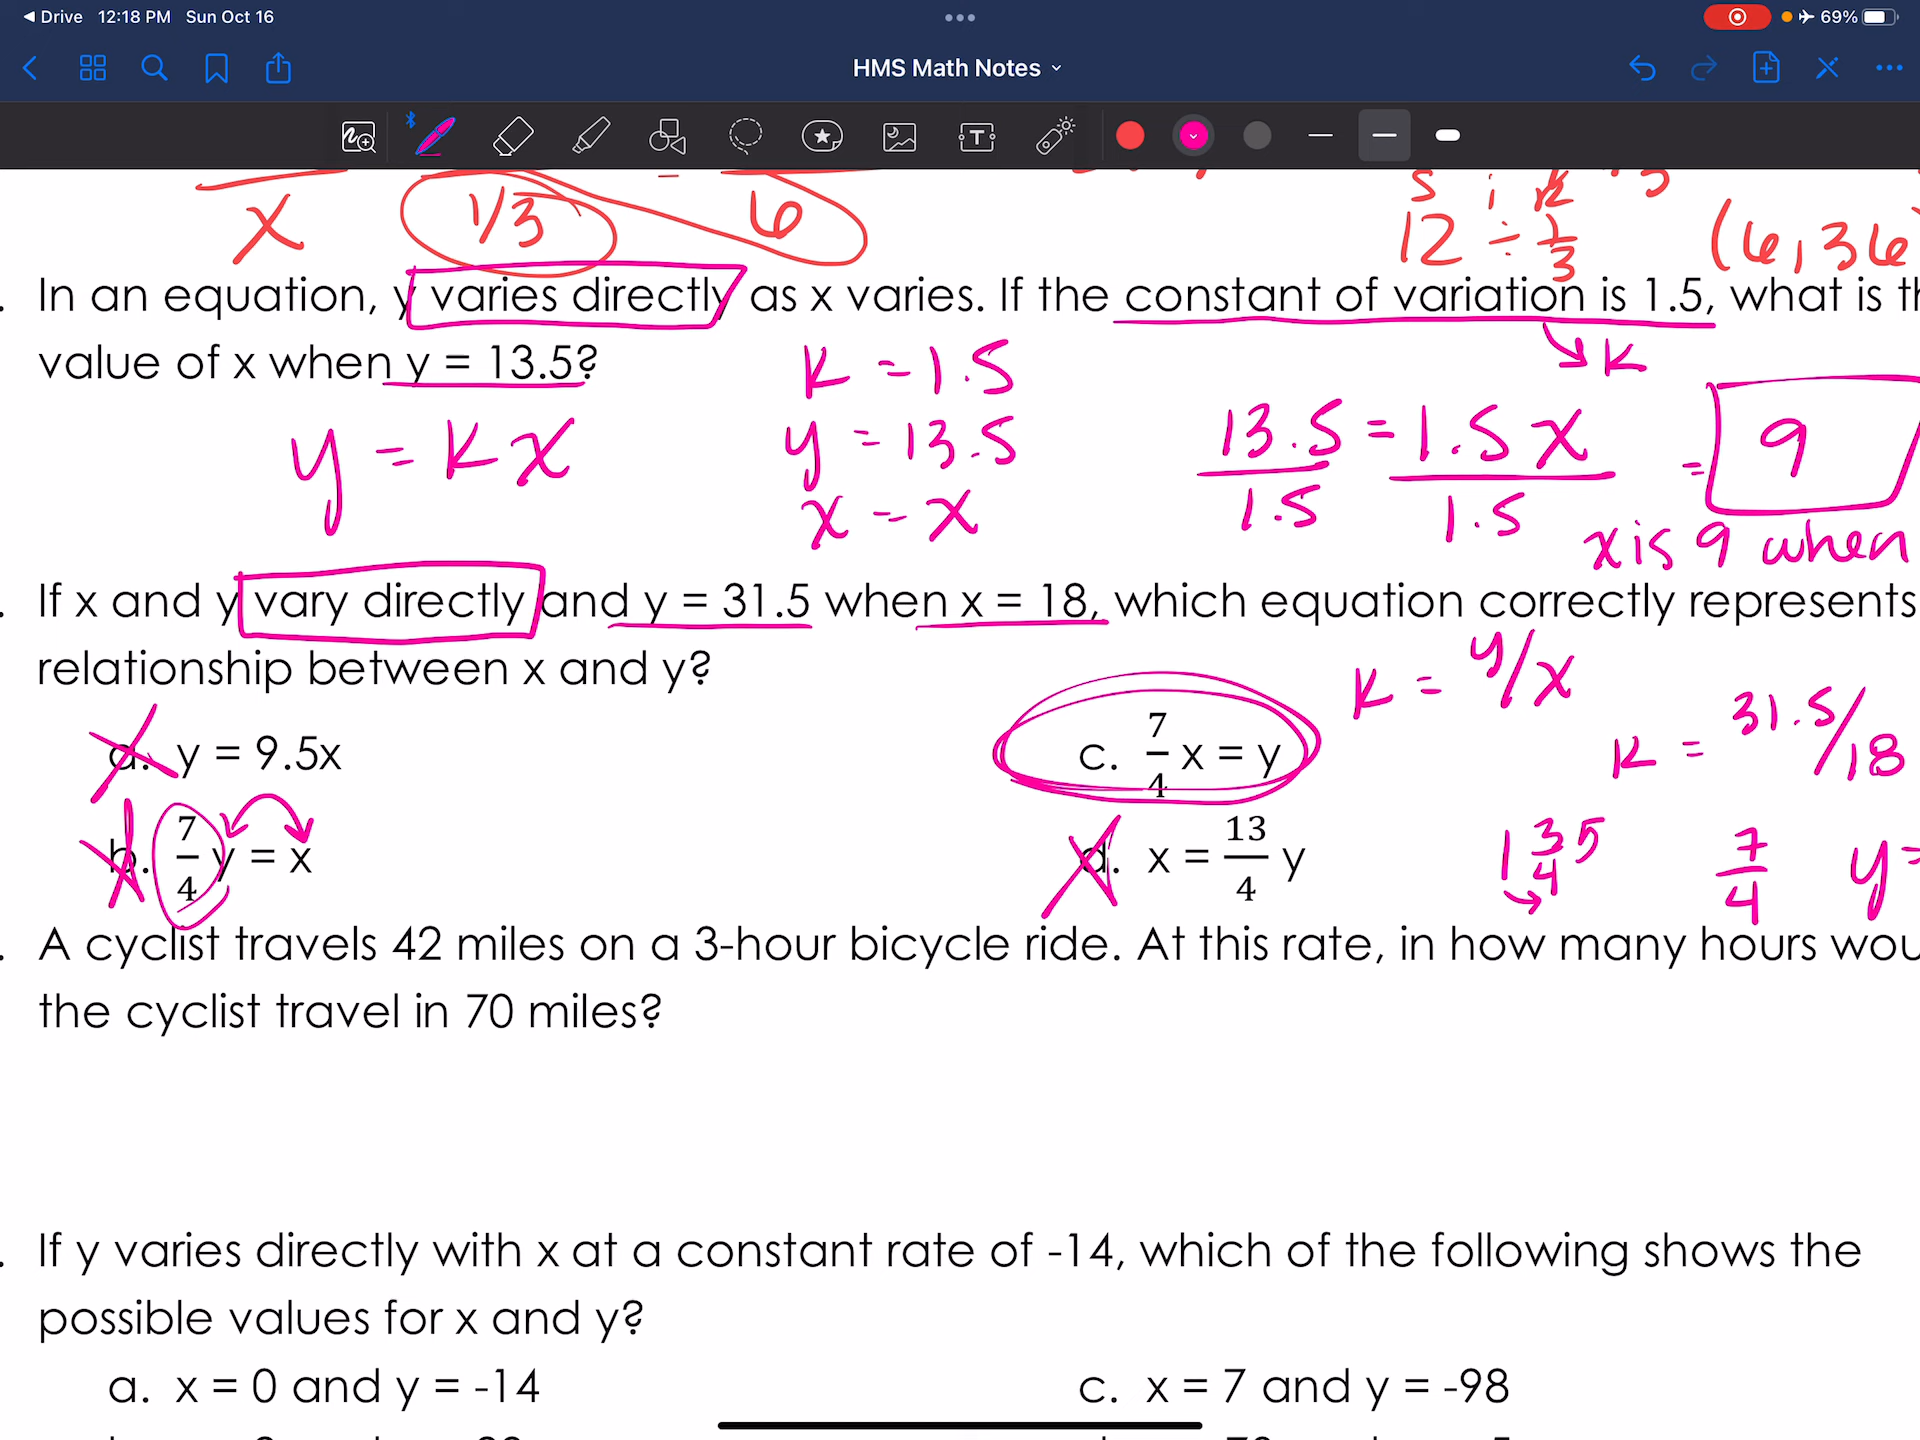 Drive 12:18 PM Sun Oct 16
69%
HMS Math Notes
T
x 1/3 = 6
12 ÷ 1/3 (6,36
In an equation, y varies directly as x varies. If the constant of variation is 1.5, what is th
value of x when y = 13.5?
K = 1.5
K
y = Kx
y = 13.5
x = x
13.5 = 1.5x
1.5 1.5
= 9
x is 9 when
If x and y vary directly and y = 31.5 when x = 18, which equation correctly represents
relationship between x and y?
K = y/x
K = 31.5/18
a. y = 9.5x
c. 7/4 x = y
b. 7/4 y = x
d. x = 13/4 y
7/4 y =
A cyclist travels 42 miles on a 3-hour bicycle ride. At this rate, in how many hours wou
the cyclist travel in 70 miles?
If y varies directly with x at a constant rate of -14, which of the following shows the
possible values for x and y?
a. x = 0 and y = -14
c. x = 7 and y = -98